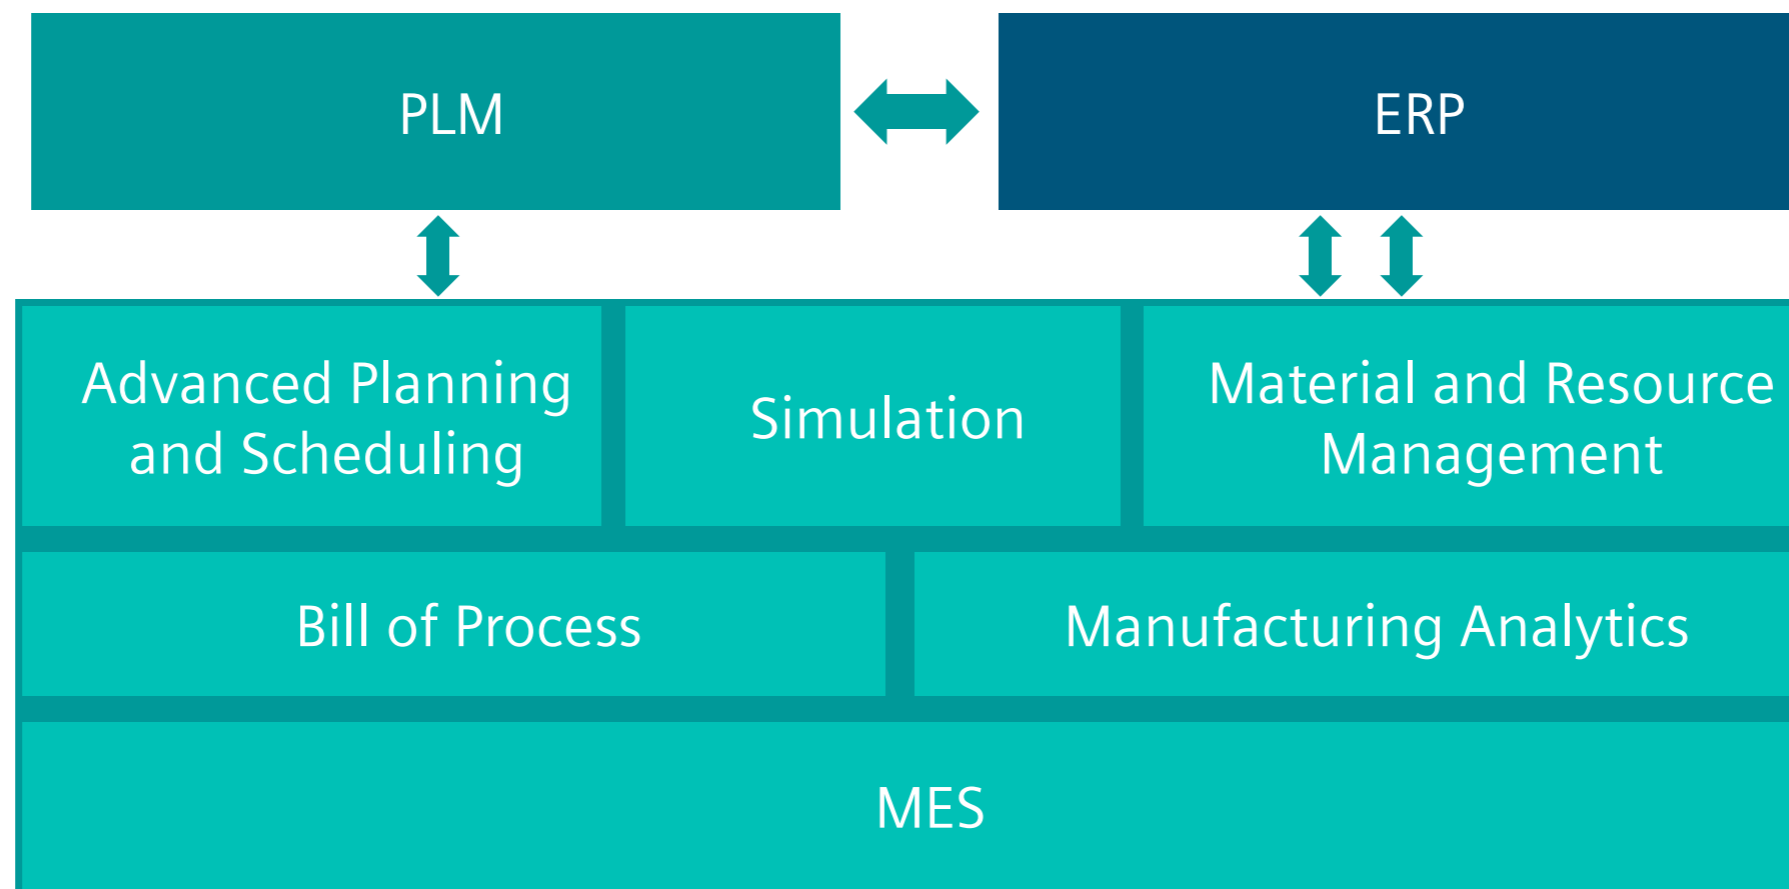 PLM
ERP
Advanced Planning
and Scheduling
Simulation
Material and Resource
Management
Bill of Process
Manufacturing Analytics
MES